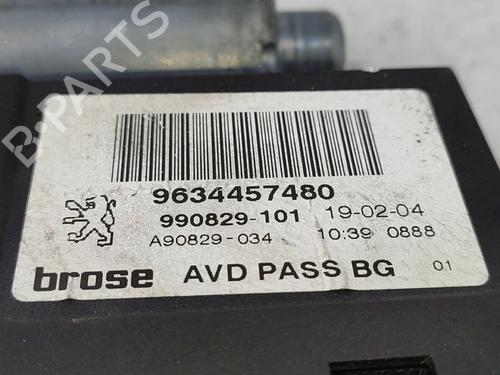 B-PARTS
9634457480
990829-101 19-02-04
A90829-034 10:39 0888
brose AVD PASS BG 01